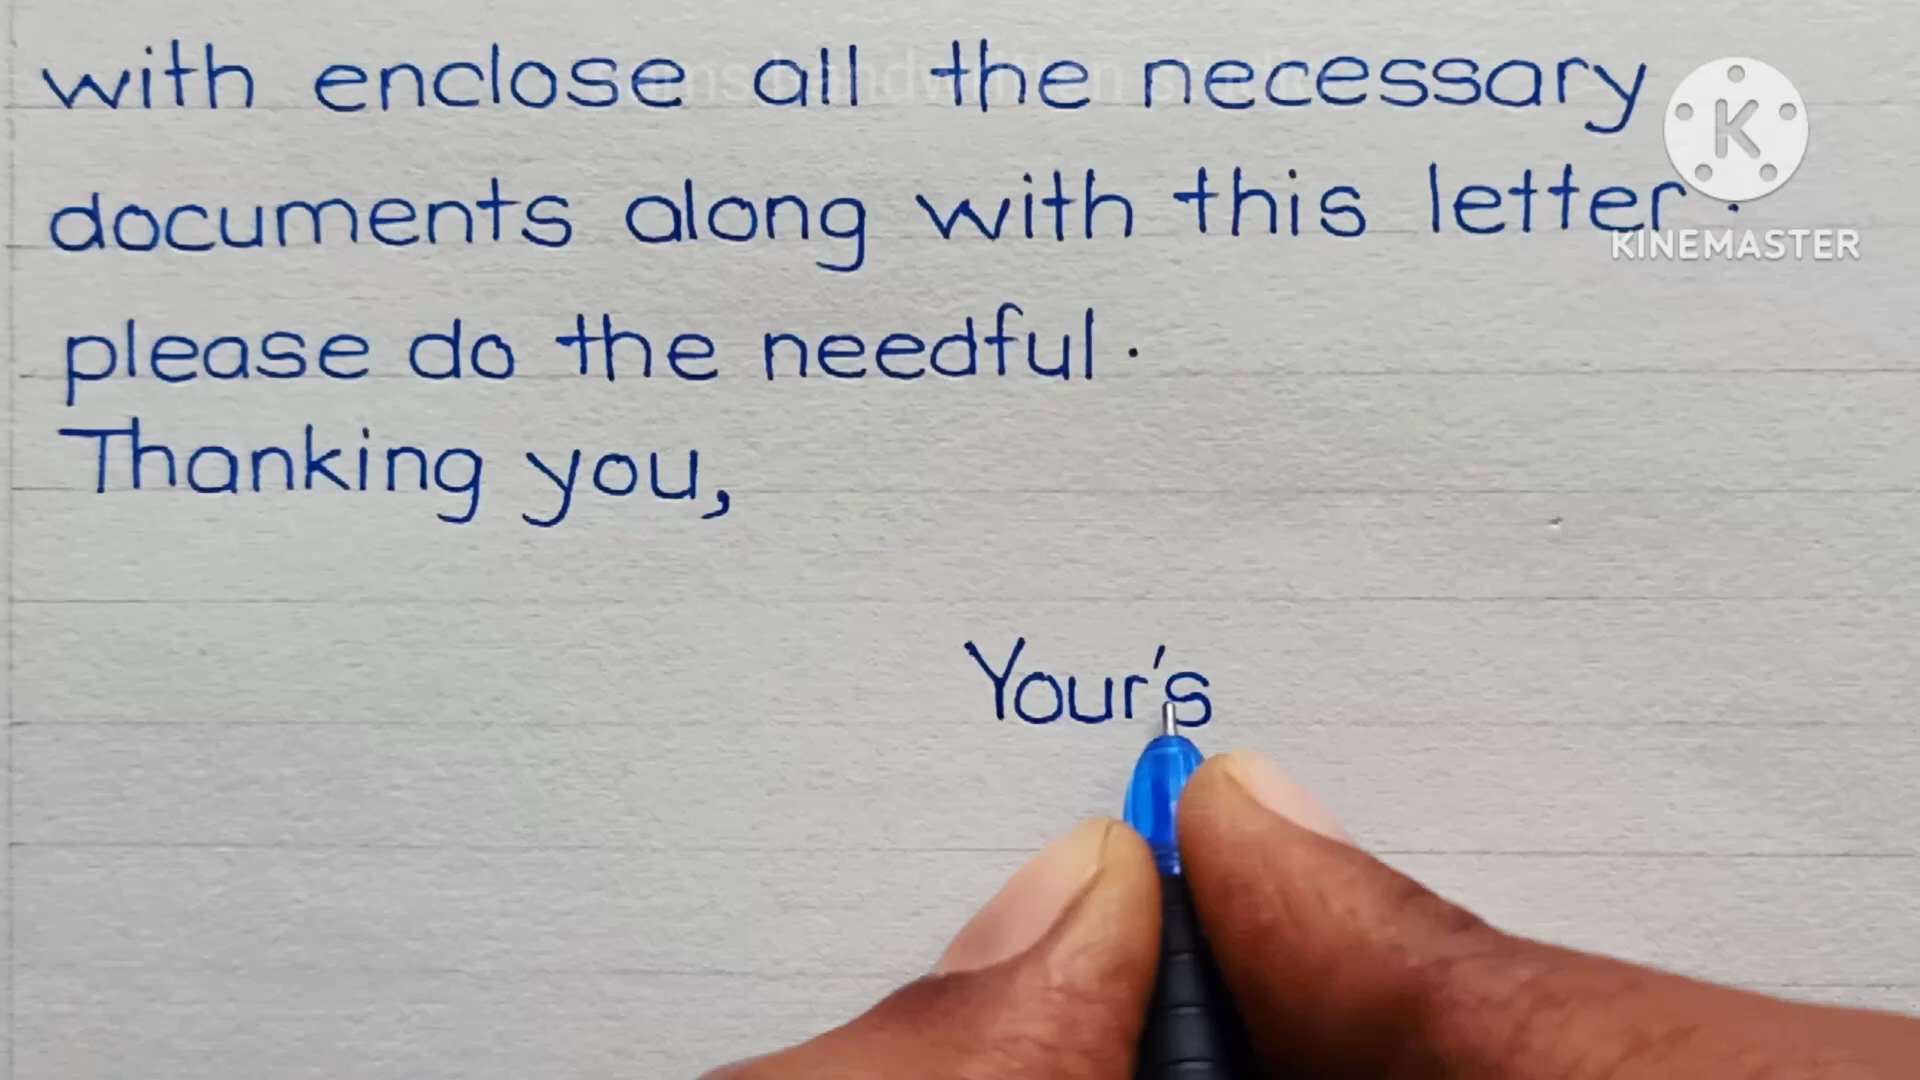 with enclose all the necessary
documents along with this letter.
please do the needful.
Thanking you,
Your's
K
KINEMASTER